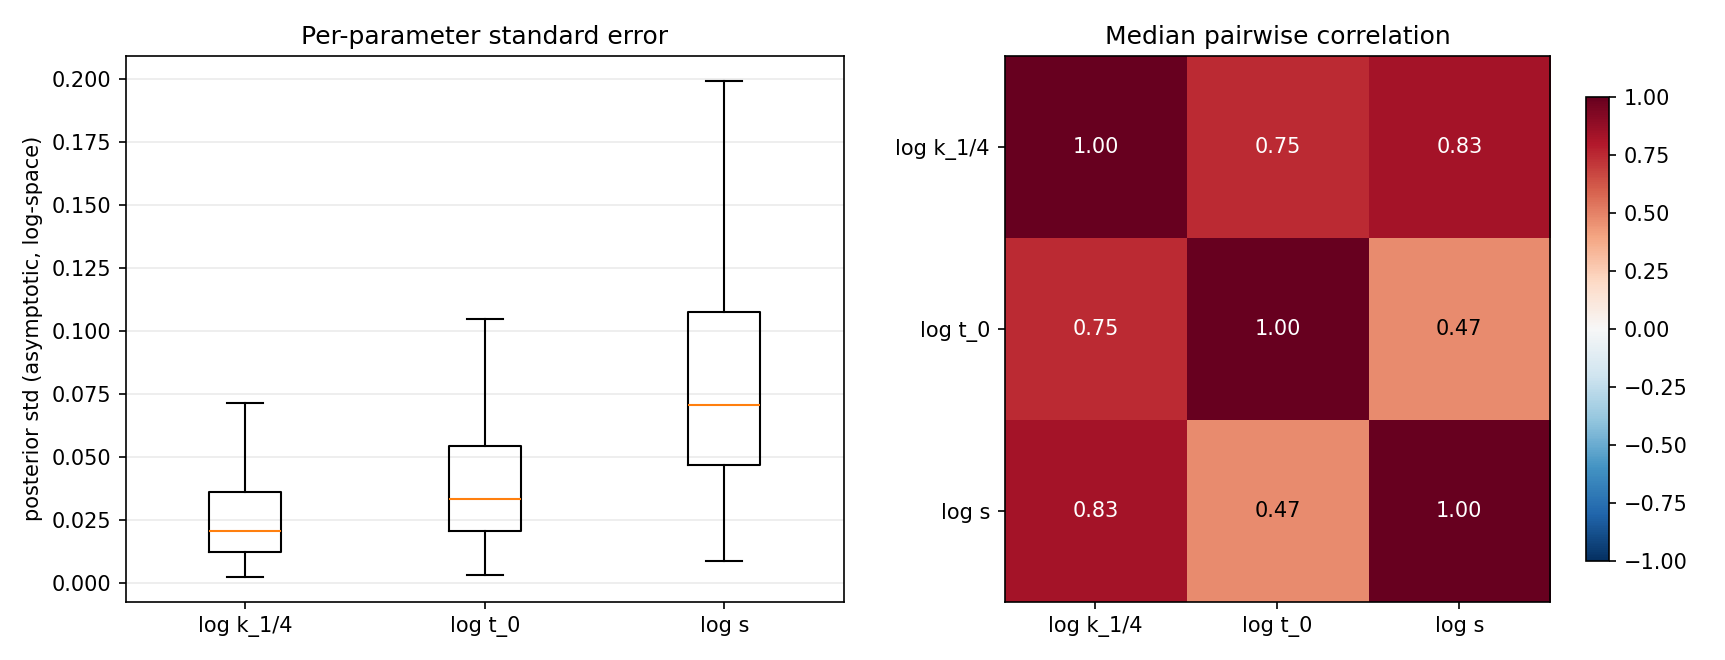 Per-parameter standard error
posterior std (asymptotic, log-space)
0.200
0.175
0.150
0.125
0.100
0.075
0.050
0.025
0.000
log k_1/4 log t_0 log s
Median pairwise correlation
log k_1/4 1.00 0.75 0.83
log t_0 0.75 1.00 0.47
log s 0.83 0.47 1.00
log k_1/4 log t_0 log s
1.00
0.75
0.50
0.25
0.00
−0.25
−0.50
−0.75
−1.00